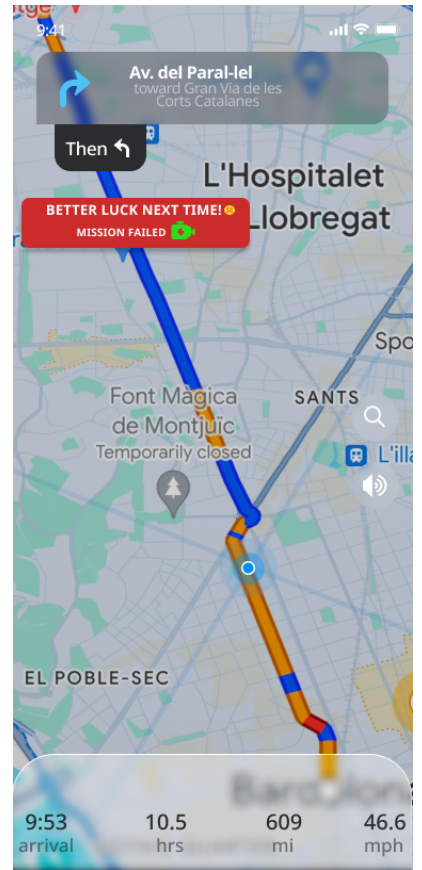 itge
9:41
Av. del Paral-lel
toward Gran Via de les
Corts Catalanes
Then
L'Hospitalet
Llobregat
BETTER LUCK NEXT TIME!
MISSION FAILED
Spo
Font Màgica
de Montjuïc
Temporarily closed
SANTS
L'illa
EL POBLE-SEC
Barcelona
9:53
arrival
10.5
hrs
609
mi
46.6
mph